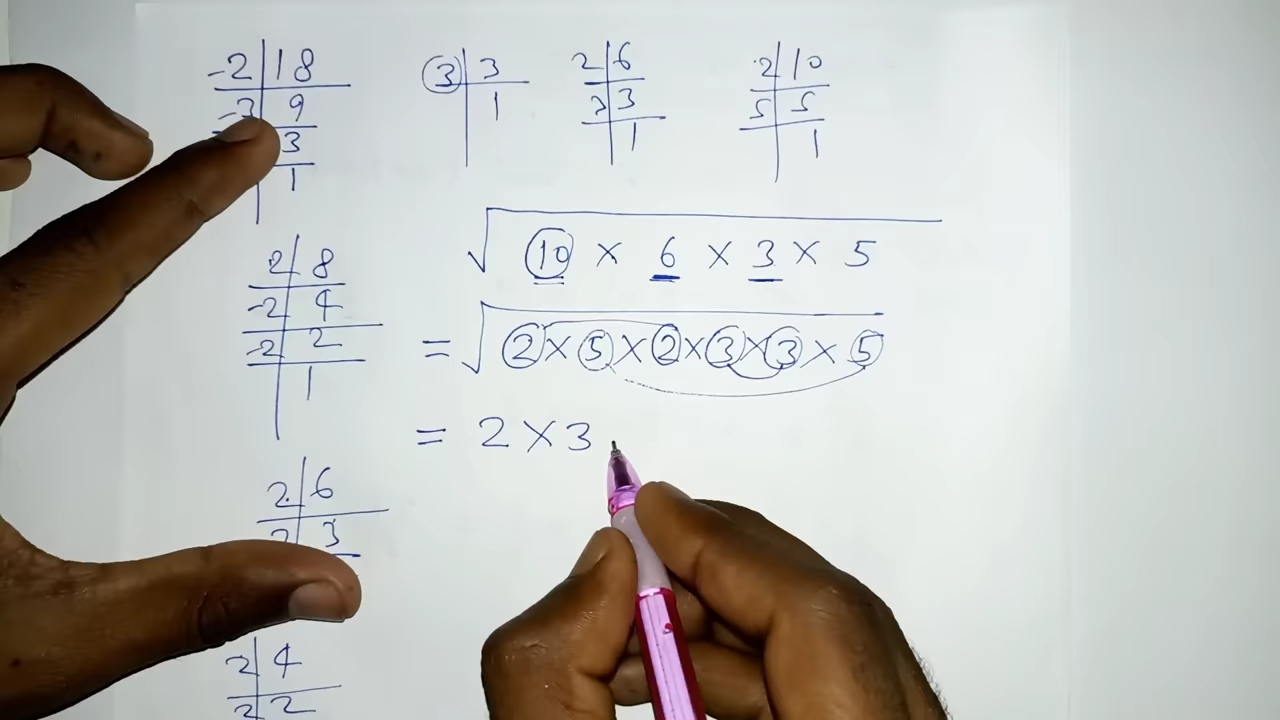 -2 | 18
-3 | 9
3
1
3 | 3
1
2 | 6
3 | 3
1
2 | 10
5 | 5
1
√10 × 6 × 3 × 5
2 | 8
-2 | 4
-2 | 2
1
= √2 × 5 × 2 × 3 × 3 × 5
= 2 × 3
2 | 6
3
2 | 4
2 | 2